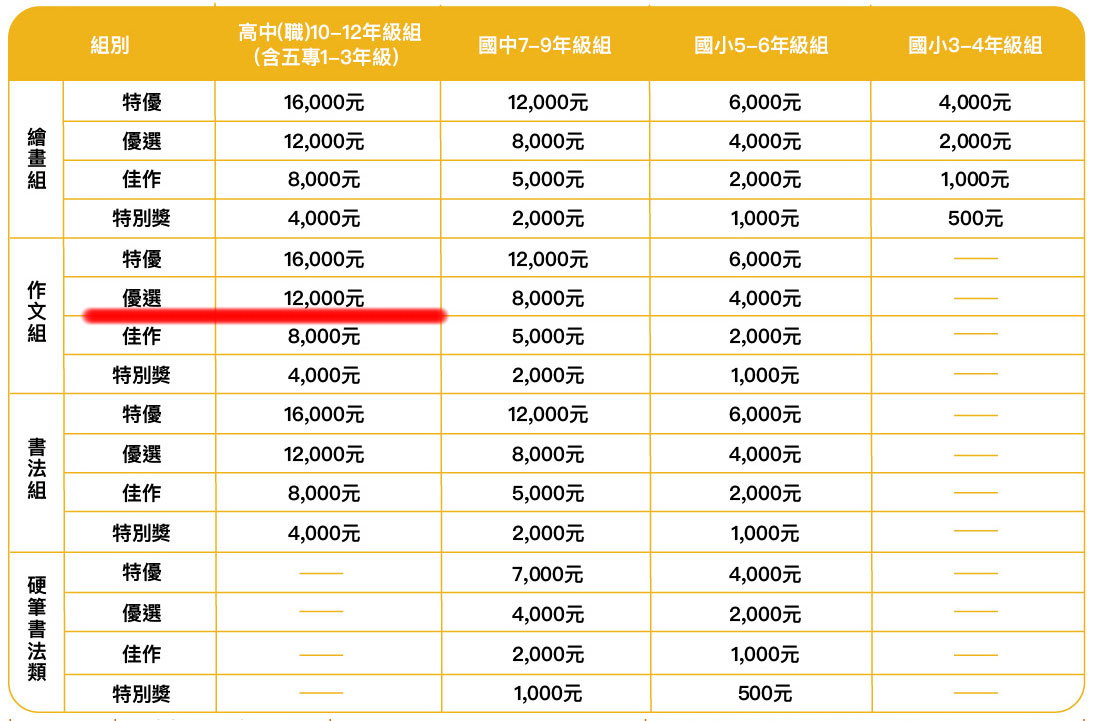 組別 高中(職)10–12年級組 (含五專1–3年級) 國中7–9年級組 國小5–6年級組 國小3–4年級組
繪畫組
特優 16,000元 12,000元 6,000元 4,000元
優選 12,000元 8,000元 4,000元 2,000元
佳作 8,000元 5,000元 2,000元 1,000元
特別獎 4,000元 2,000元 1,000元 500元
作文組
特優 16,000元 12,000元 6,000元 ——
優選 12,000元 8,000元 4,000元 ——
佳作 8,000元 5,000元 2,000元 ——
特別獎 4,000元 2,000元 1,000元 ——
書法組
特優 16,000元 12,000元 6,000元 ——
優選 12,000元 8,000元 4,000元 ——
佳作 8,000元 5,000元 2,000元 ——
特別獎 4,000元 2,000元 1,000元 ——
硬筆書法類
特優 —— 7,000元 4,000元 ——
優選 —— 4,000元 2,000元 ——
佳作 —— 2,000元 1,000元 ——
特別獎 —— 1,000元 500元 ——